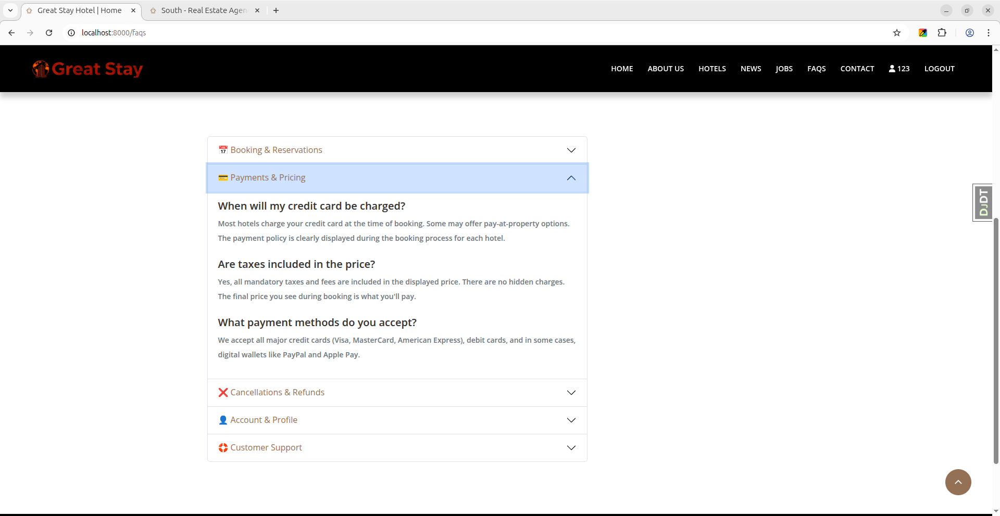 Great Stay Hotel | Home
South - Real Estate Agen
localhost:8000/faqs
Great Stay
HOME ABOUT US HOTELS NEWS JOBS FAQS CONTACT 123 LOGOUT
📅 Booking & Reservations
💳 Payments & Pricing
When will my credit card be charged?
Most hotels charge your credit card at the time of booking. Some may offer pay-at-property options.
The payment policy is clearly displayed during the booking process for each hotel.
Are taxes included in the price?
Yes, all mandatory taxes and fees are included in the displayed price. There are no hidden charges.
The final price you see during booking is what you'll pay.
What payment methods do you accept?
We accept all major credit cards (Visa, MasterCard, American Express), debit cards, and in some cases,
digital wallets like PayPal and Apple Pay.
❌ Cancellations & Refunds
👤 Account & Profile
🛟 Customer Support
DJDT